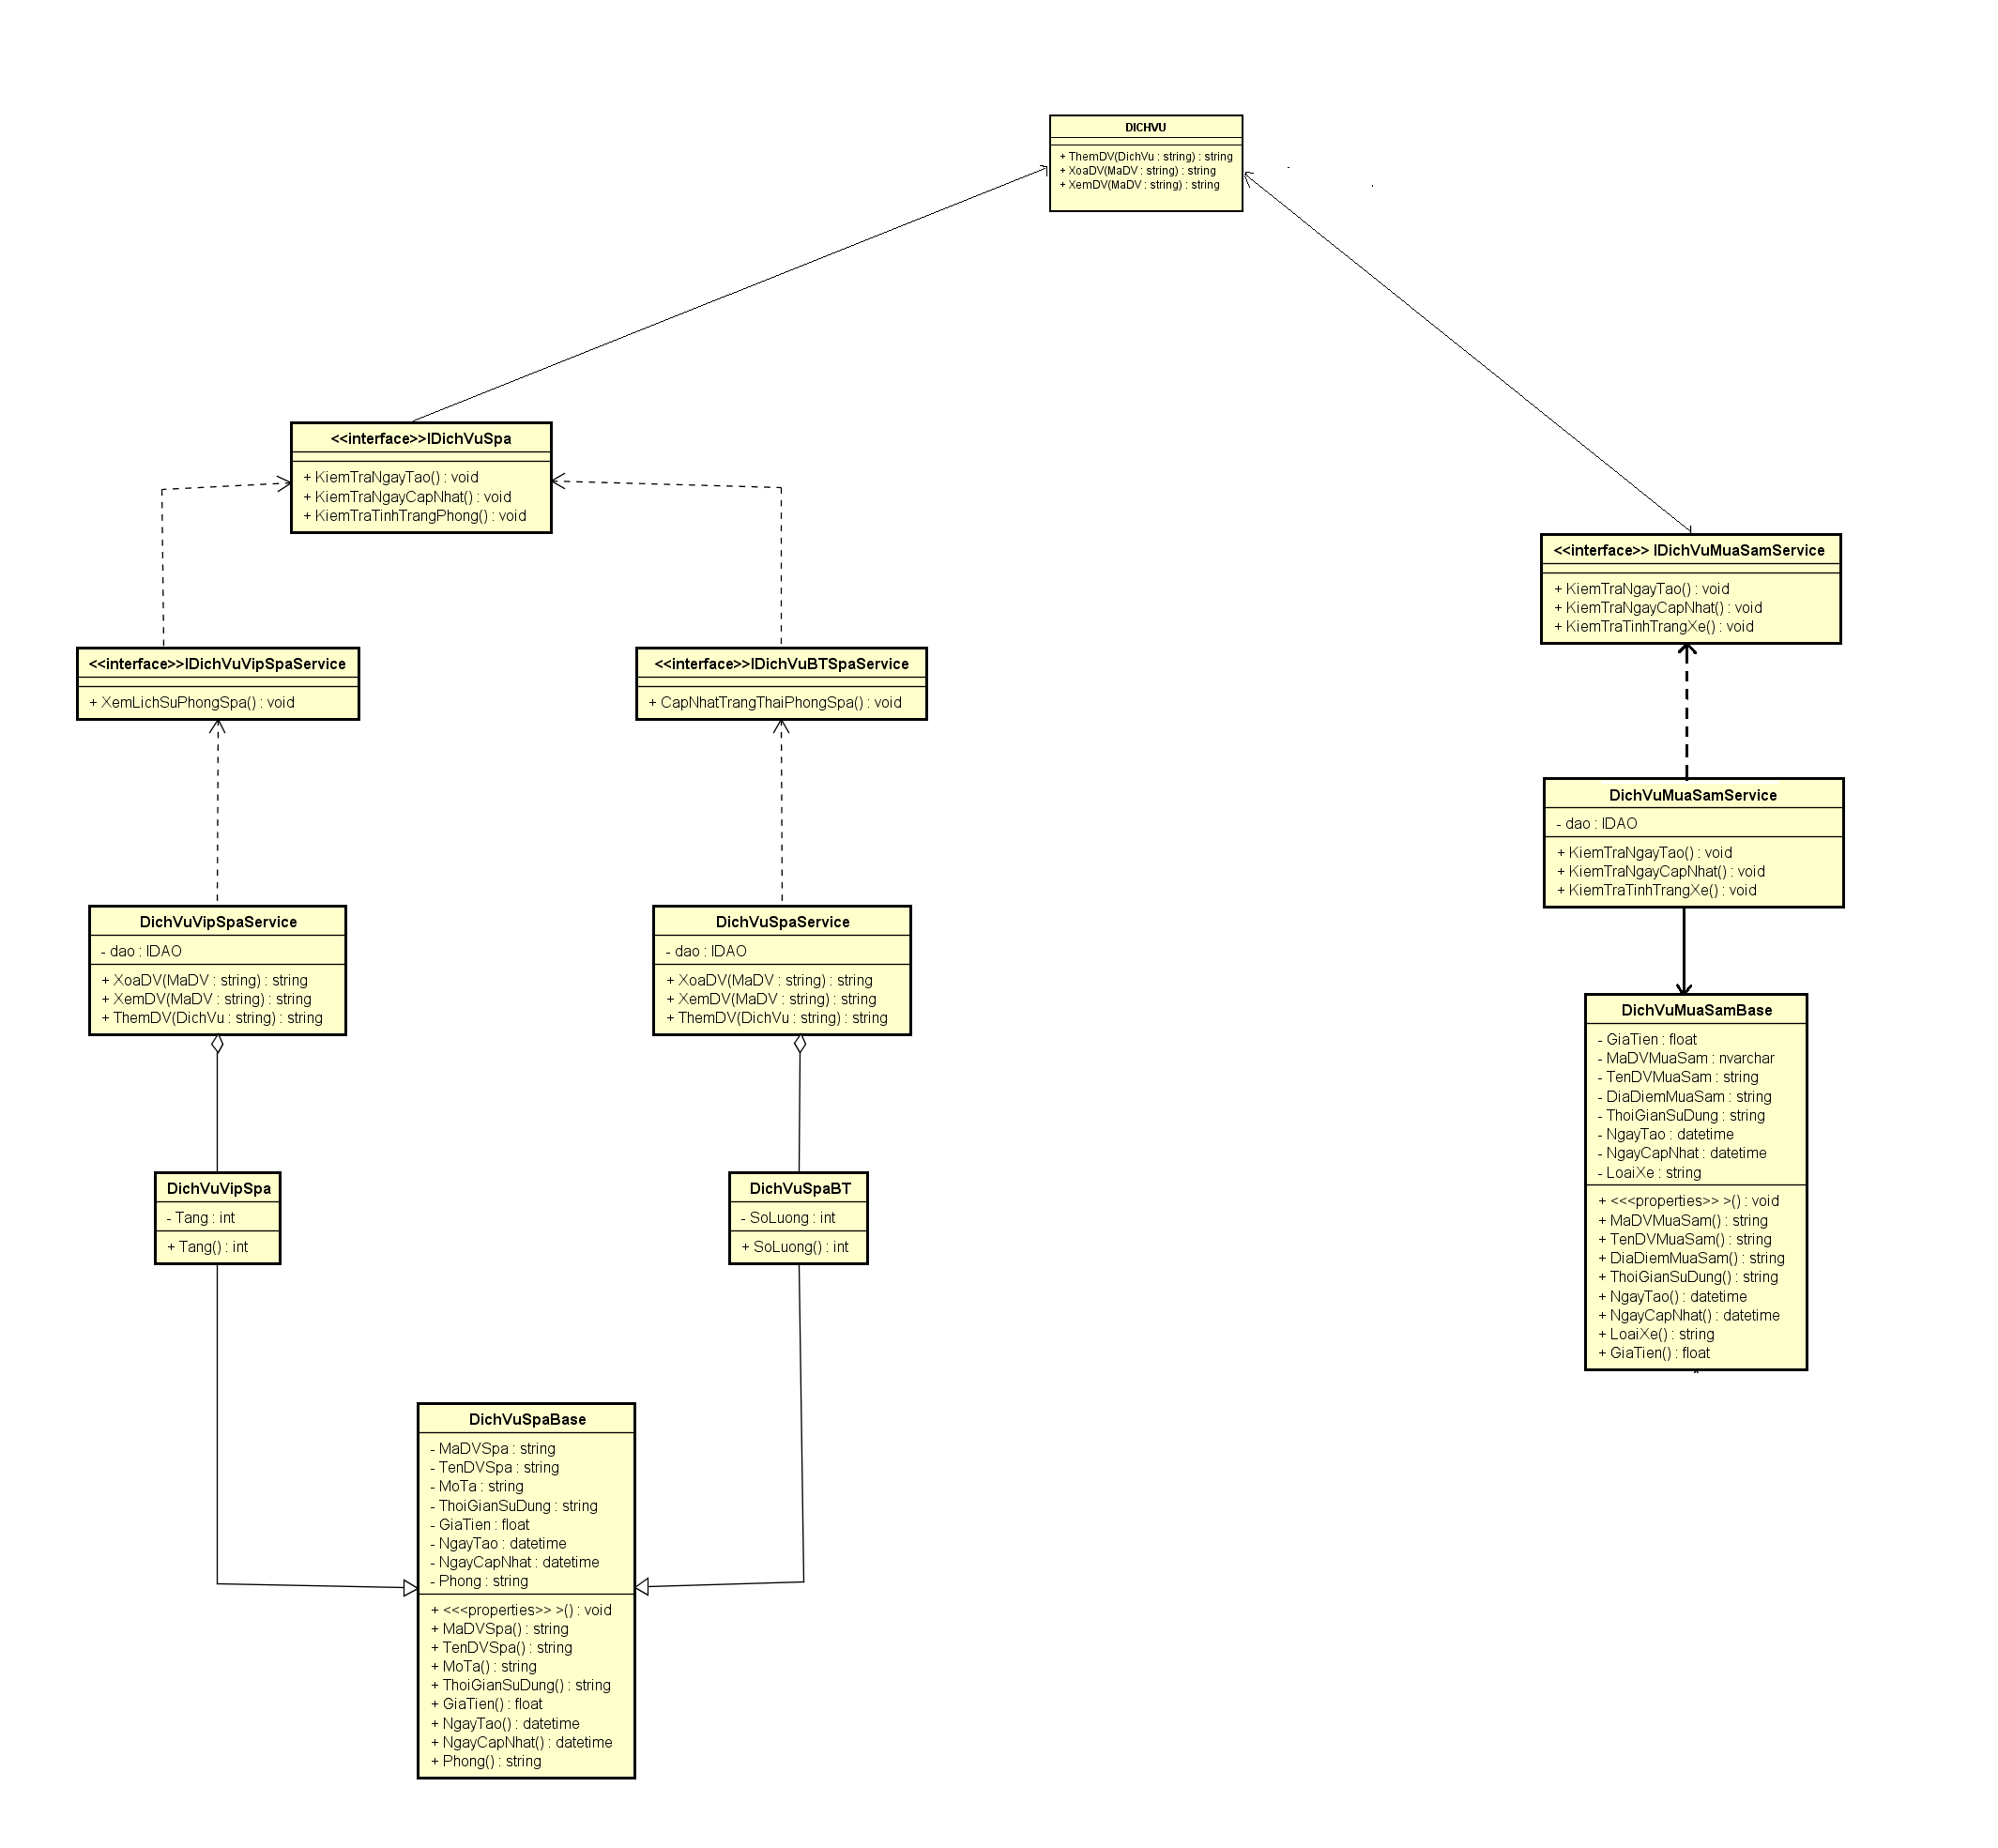 DICHVU
+ ThemDV(DichVu : string) : string
+ XoaDV(MaDV : string) : string
+ XemDV(MaDV : string) : string
<<interface>>IDichVuSpa
+ KiemTraNgayTao() : void
+ KiemTraNgayCapNhat() : void
+ KiemTraTinhTrangPhong() : void
<<interface>> IDichVuMuaSamService
+ KiemTraNgayTao() : void
+ KiemTraNgayCapNhat() : void
+ KiemTraTinhTrangXe() : void
<<interface>>IDichVuVipSpaService
+ XemLichSuPhongSpa() : void
<<interface>>IDichVuBTSpaService
+ CapNhatTrangThaiPhongSpa() : void
DichVuMuaSamService
- dao : IDAO
+ KiemTraNgayTao() : void
+ KiemTraNgayCapNhat() : void
+ KiemTraTinhTrangXe() : void
DichVuVipSpaService
- dao : IDAO
+ XoaDV(MaDV : string) : string
+ XemDV(MaDV : string) : string
+ ThemDV(DichVu : string) : string
DichVuSpaService
- dao : IDAO
+ XoaDV(MaDV : string) : string
+ XemDV(MaDV : string) : string
+ ThemDV(DichVu : string) : string
DichVuMuaSamBase
- GiaTien : float
- MaDVMuaSam : nvarchar
- TenDVMuaSam : string
- DiaDiemMuaSam : string
- ThoiGianSuDung : string
- NgayTao : datetime
- NgayCapNhat : datetime
- LoaiXe : string
+ <<<properties>> >() : void
+ MaDVMuaSam() : string
+ TenDVMuaSam() : string
+ DiaDiemMuaSam() : string
+ ThoiGianSuDung() : string
+ NgayTao() : datetime
+ NgayCapNhat() : datetime
+ LoaiXe() : string
+ GiaTien() : float
DichVuVipSpa
- Tang : int
+ Tang() : int
DichVuSpaBT
- SoLuong : int
+ SoLuong() : int
DichVuSpaBase
- MaDVSpa : string
- TenDVSpa : string
- MoTa : string
- ThoiGianSuDung : string
- GiaTien : float
- NgayTao : datetime
- NgayCapNhat : datetime
- Phong : string
+ <<<properties>> >() : void
+ MaDVSpa() : string
+ TenDVSpa() : string
+ MoTa() : string
+ ThoiGianSuDung() : string
+ GiaTien() : float
+ NgayTao() : datetime
+ NgayCapNhat() : datetime
+ Phong() : string